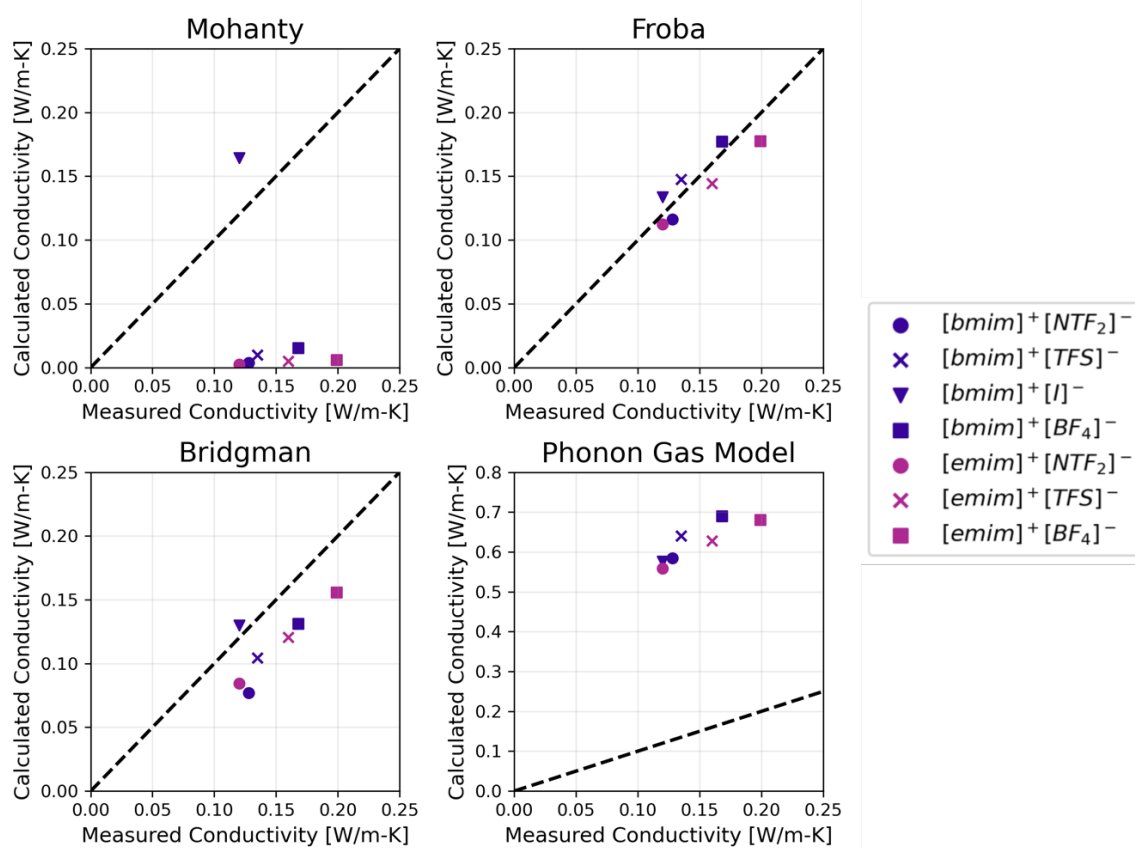 Mohanty
Calculated Conductivity [W/m-K]
0.25
0.20
0.15
0.10
0.05
0.00
0.00 0.05 0.10 0.15 0.20 0.25
Measured Conductivity [W/m-K]
Froba
Calculated Conductivity [W/m-K]
0.25
0.20
0.15
0.10
0.05
0.00
0.00 0.05 0.10 0.15 0.20 0.25
Measured Conductivity [W/m-K]
Bridgman
Calculated Conductivity [W/m-K]
0.25
0.20
0.15
0.10
0.05
0.00
0.00 0.05 0.10 0.15 0.20 0.25
Measured Conductivity [W/m-K]
Phonon Gas Model
Calculated Conductivity [W/m-K]
0.8
0.7
0.6
0.5
0.4
0.3
0.2
0.1
0.0
0.00 0.05 0.10 0.15 0.20 0.25
Measured Conductivity [W/m-K]
[bmim]⁺[NTF₂]⁻
[bmim]⁺[TFS]⁻
[bmim]⁺[I]⁻
[bmim]⁺[BF₄]⁻
[emim]⁺[NTF₂]⁻
[emim]⁺[TFS]⁻
[emim]⁺[BF₄]⁻